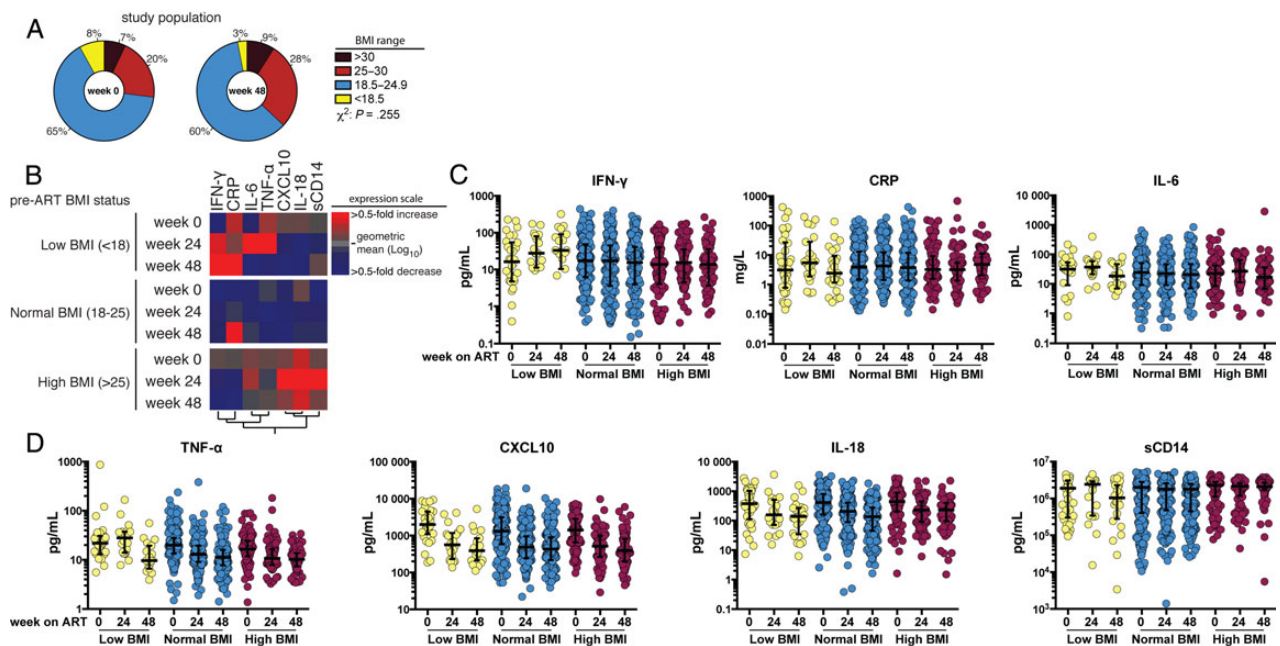 A
study population
8%
7%
20%
65%
week 0
3%
9%
28%
60%
week 48
BMI range
>30
25–30
18.5–24.9
<18.5
χ²: P = .255
B
pre-ART BMI status
IFN-γ
CRP
IL-6
TNF-α
CXCL10
IL-18
sCD14
expression scale
>0.5-fold increase
geometric
mean (Log₁₀)
>0.5-fold decrease
Low BMI (<18)
week 0
week 24
week 48
Normal BMI (18-25)
week 0
week 24
week 48
High BMI (>25)
week 0
week 24
week 48
C
IFN-γ
pg/mL
1000
100
10
1
0.1
week on ART
0 24 48 0 24 48 0 24 48
Low BMI Normal BMI High BMI
CRP
mg/L
1000
100
10
1
0.1
0.01
0 24 48 0 24 48 0 24 48
Low BMI Normal BMI High BMI
IL-6
pg/mL
10 000
1000
100
10
1
0.1
0 24 48 0 24 48 0 24 48
Low BMI Normal BMI High BMI
D
TNF-α
pg/mL
1000
100
10
1
week on ART
0 24 48 0 24 48 0 24 48
Low BMI Normal BMI High BMI
CXCL10
pg/mL
100 000
10 000
1000
100
10
0 24 48 0 24 48 0 24 48
Low BMI Normal BMI High BMI
IL-18
pg/mL
10 000
1000
100
10
1
0.1
0 24 48 0 24 48 0 24 48
Low BMI Normal BMI High BMI
sCD14
pg/mL
10⁷
10⁶
10⁵
10⁴
10³
0 24 48 0 24 48 0 24 48
Low BMI Normal BMI High BMI